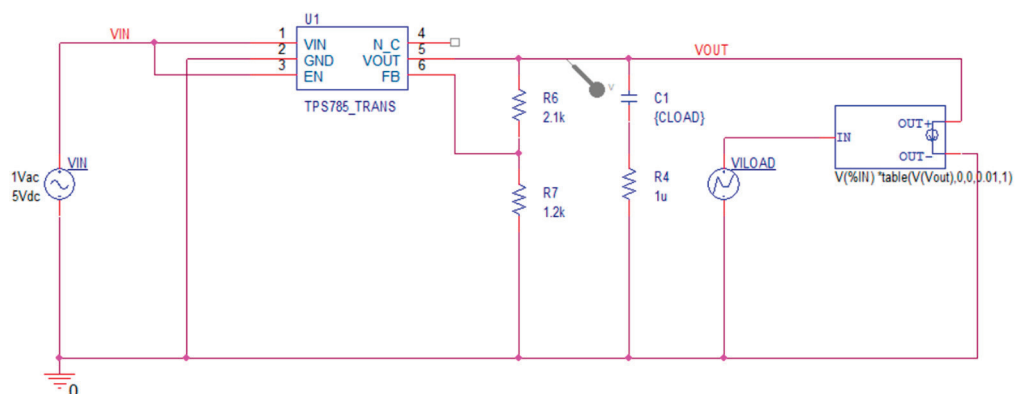 U1
VIN
1
2
3
VIN
GND
EN
N_C
VOUT
FB
4
5
6
TPS785_TRANS
VOUT
V
R6
2.1k
C1
{CLOAD}
R7
1.2k
R4
1u
VIN
1Vac
5Vdc
VILOAD
IN
OUT+
OUT-
V(%IN) *table(V(Vout),0,0,0.01,1)
0